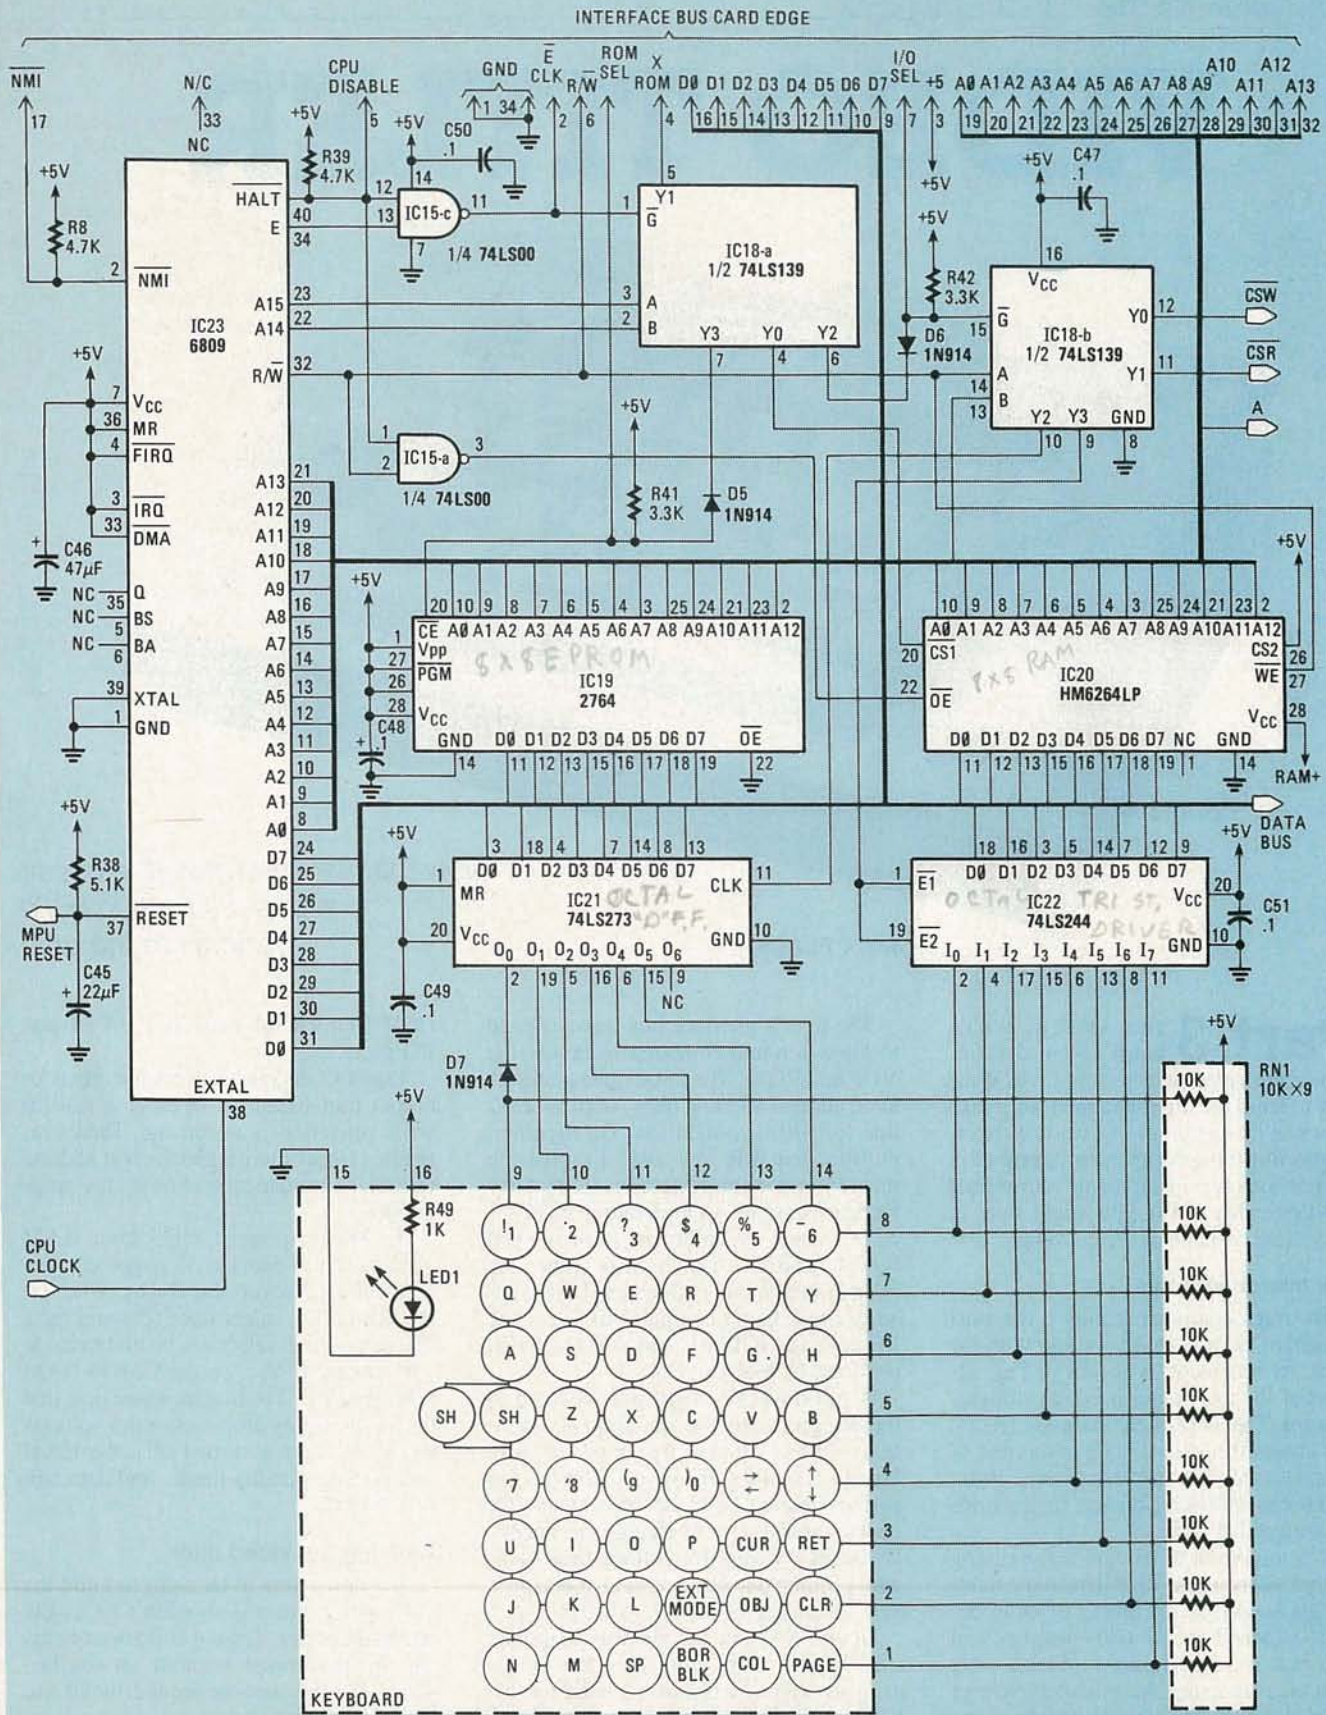 INTERFACE BUS CARD EDGE
NMI
N/C
CPU
DISABLE
GND
E
CLK
R/W
ROM
SEL
X
ROM
D0 D1 D2 D3 D4 D5 D6 D7
I/O
SEL
+5
A0 A1 A2 A3 A4 A5 A6 A7 A8 A9 A10 A11 A12 A13
17
33
5
1 34
2
6
4
16 15 14 13 12 11 10 9
7
3
19 20 21 22 23 24 25 26 27 28 29 30 31 32
NC
+5V
R39
4.7K
+5V
C50
.1
14
12
13
IC15-c
11
7
1/4 74LS00
+5V
R8
4.7K
2
NMI
HALT
40
E
34
IC23
6809
A15
23
A14
22
R/W
32
1
G
5
Y1
IC18-a
1/2 74LS139
3
A
2
B
Y3
Y0
Y2
7
4
6
+5V
R42
3.3K
D6
1N914
+5V
+5V
C47
.1
16
VCC
15
G
IC18-b
1/2 74LS139
Y0
12
CSW
14
A
Y1
11
CSR
13
B
Y2
Y3
GND
10
9
8
A
+5V
7
VCC
36
MR
4
FIRQ
3
IRQ
33
DMA
+
C46
47µF
1
2
IC15-a
3
1/4 74LS00
+5V
R41
3.3K
D5
1N914
NC
Q
35
NC
BS
5
NC
BA
6
39
XTAL
1
GND
A13
21
A12
20
A11
19
A10
18
A9
17
A8
16
A7
15
A6
14
A5
13
A4
12
A3
11
A2
10
A1
9
A0
8
D7
24
D6
25
D5
26
D4
27
D3
28
D2
29
D1
30
D0
31
+5V
R38
5.1K
MPU
RESET
37
RESET
+
C45
22µF
EXTAL
38
CPU
CLOCK
+5V
20 10 9 8 7 6 5 4 3 25 24 21 23 2
CE A0 A1 A2 A3 A4 A5 A6 A7 A8 A9 A10 A11 A12
1
Vpp
27
PGM
26
28
VCC
8X8 EPROM
IC19
2764
C48
+ .1
GND
D0 D1 D2 D3 D4 D5 D6 D7
OE
14
11 12 13 15 16 17 18 19
22
10 9 8 7 6 5 4 3 25 24 21 23 2
A0 A1 A2 A3 A4 A5 A6 A7 A8 A9 A10 A11 A12
+5V
20
CS1
CS2
26
WE
27
22
OE
8X8 RAM
IC20
HM6264LP
VCC
28
D0 D1 D2 D3 D4 D5 D6 D7 NC
GND
11 12 13 15 16 17 18 19 1
14
RAM+
DATA
BUS
+5V
3 18 4 7 14 8 13
D0 D1 D2 D3 D4 D5 D6 D7
1
MR
CLK
11
IC21
74LS273
OCTAL
"D" F.F.
20
VCC
GND
10
O0 O1 O2 O3 O4 O5 O6
2 19 5 16 6 15 9
NC
C49
.1
18 16 3 5 14 7 12 9
D0 D1 D2 D3 D4 D5 D6 D7
1
E1
IC22
74LS244
OCTAL TRI ST.
DRIVER
VCC
20
+5V
C51
.1
19
E2
GND
10
I0 I1 I2 I3 I4 I5 I6 I7
2 4 17 15 6 13 8 11
D7
1N914
+5V
RN1
10K×9
10K
10K
10K
10K
10K
10K
10K
10K
10K
+5V
15
16
9
10
11
12
13
14
R49
1K
LED1
! 1
. 2
? 3
$ 4
% 5
– 6
8
Q W E R T Y
7
A S D F G H
6
SH SH Z X C V B
5
'7
'8
(9
)0
→ ←
↑ ↓
4
U I O P CUR RET
3
J K L EXT MODE OBJ CLR
2
N M SP BOR BLK COL PAGE
1
KEYBOARD